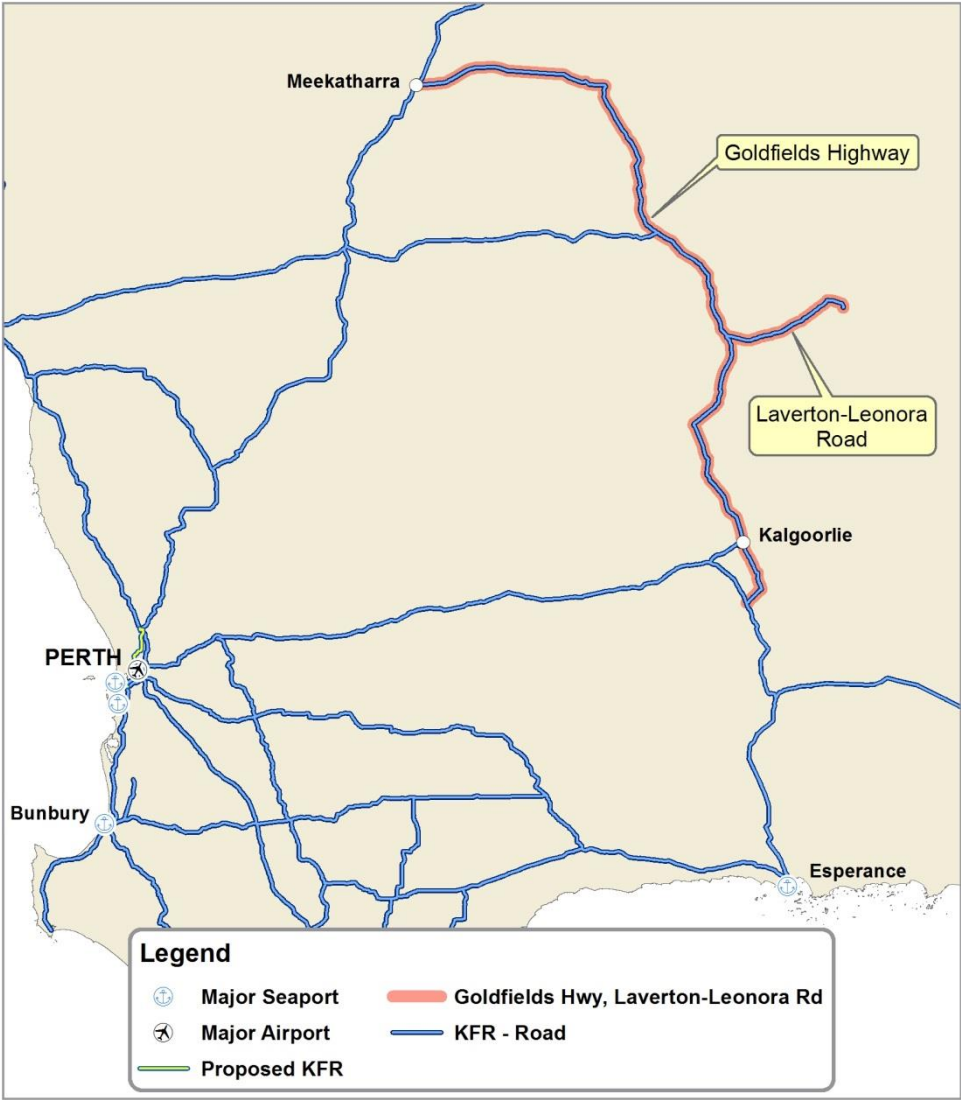 Meekatharra
Goldfields Highway
Laverton-Leonora
Road
Kalgoorlie
PERTH
Bunbury
Esperance
Legend
Major Seaport
Goldfields Hwy, Laverton-Leonora Rd
Major Airport
KFR - Road
Proposed KFR